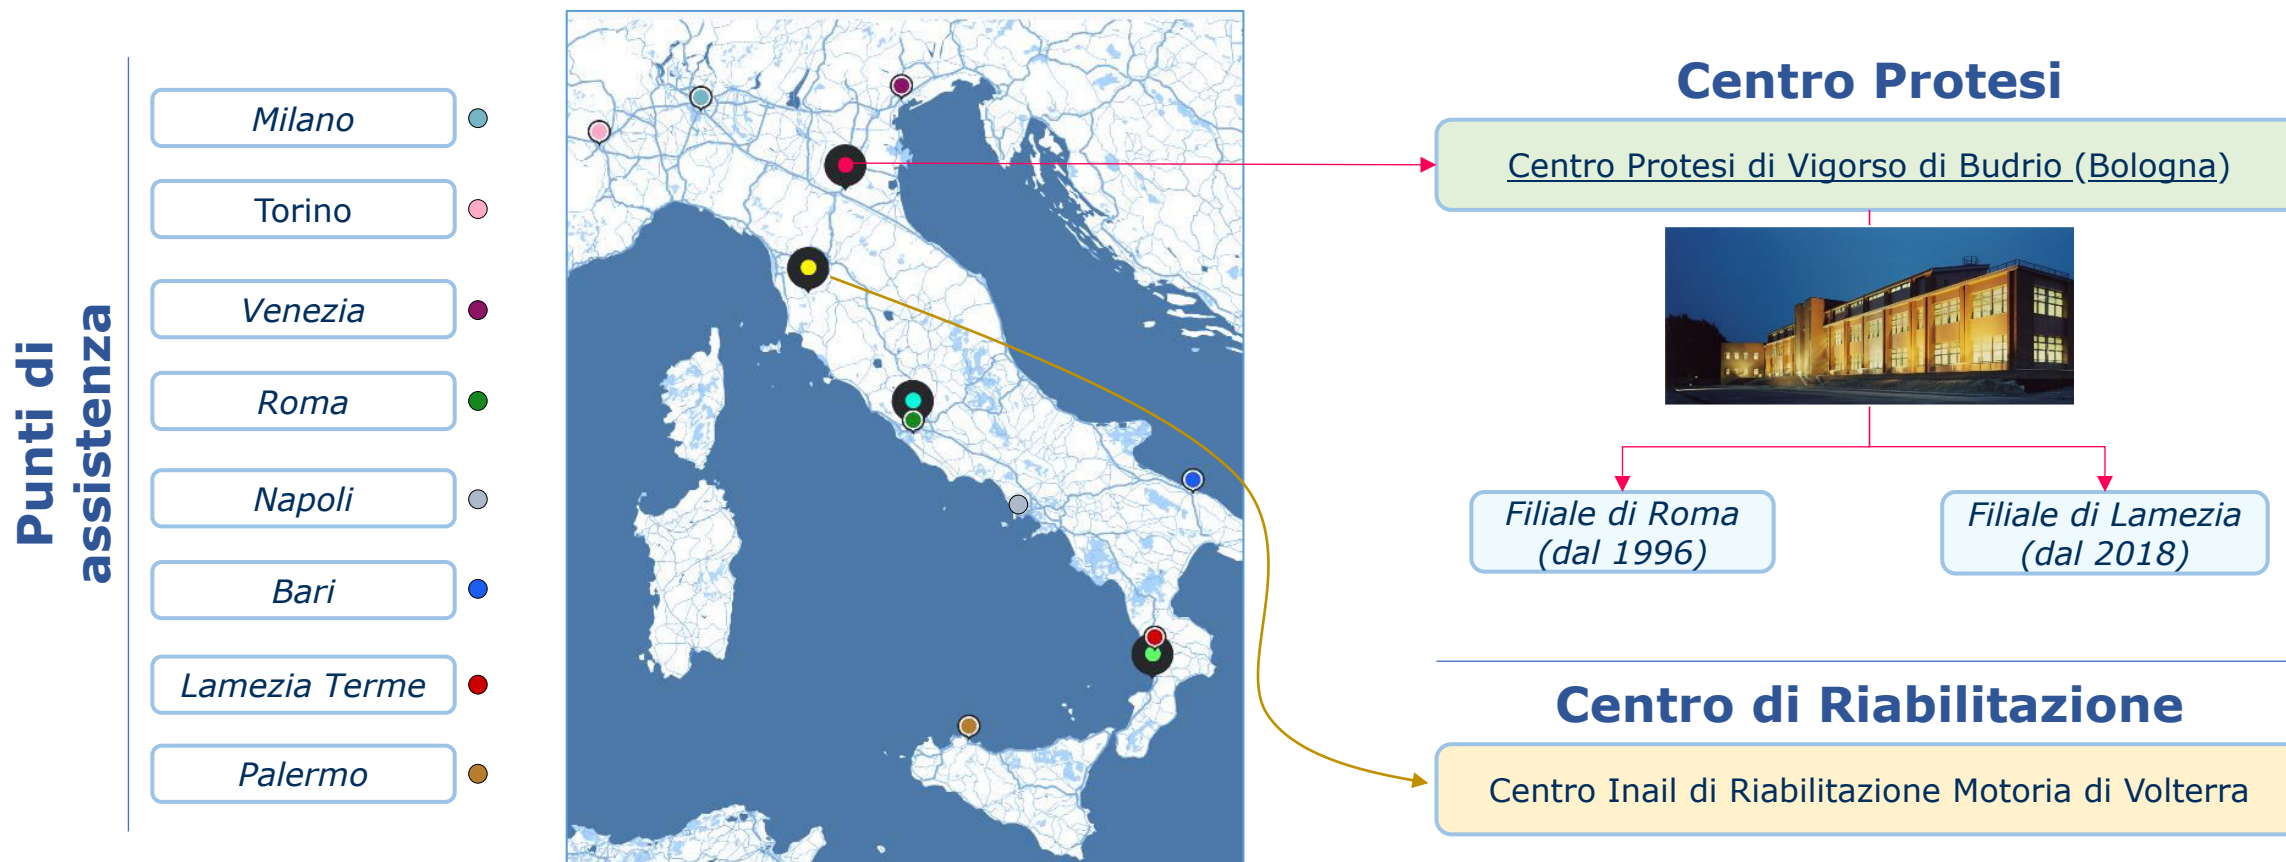 Punti di
assistenza
Milano
Torino
Venezia
Roma
Napoli
Bari
Lamezia Terme
Palermo
Centro Protesi
Centro Protesi di Vigorso di Budrio (Bologna)
Filiale di Roma
(dal 1996)
Filiale di Lamezia
(dal 2018)
Centro di Riabilitazione
Centro Inail di Riabilitazione Motoria di Volterra